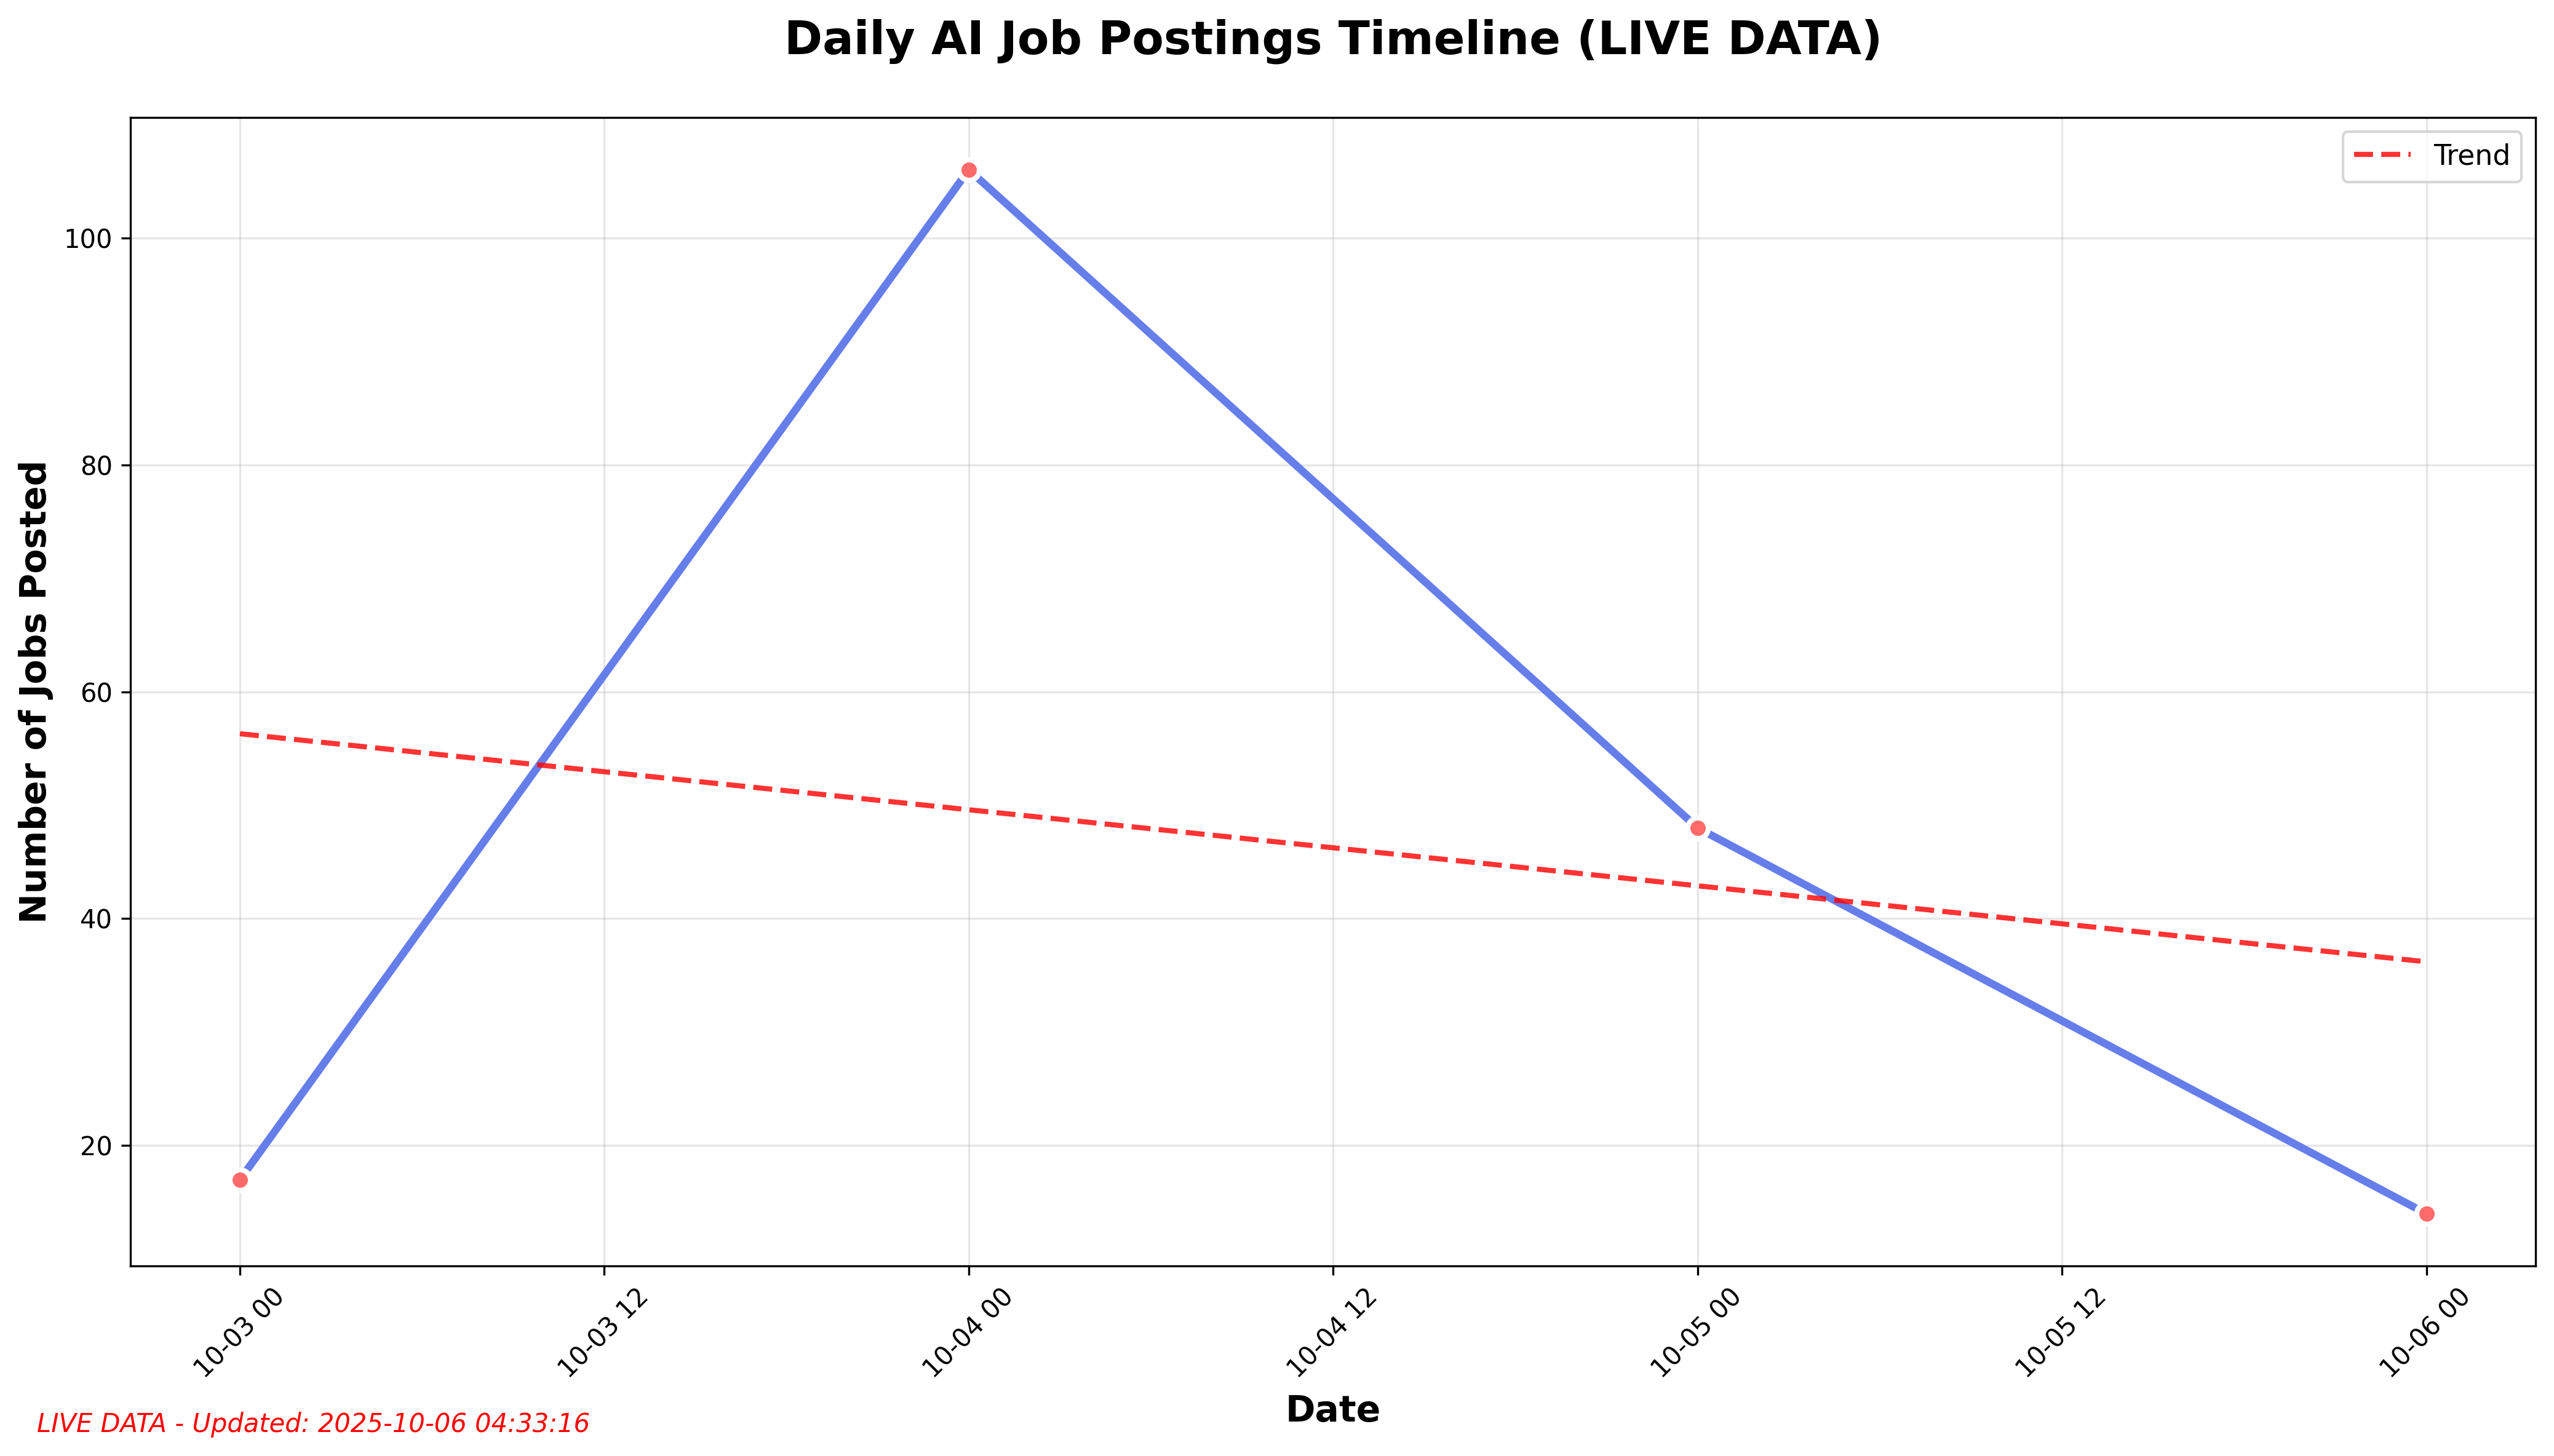 Daily AI Job Postings Timeline (LIVE DATA)
Trend
Number of Jobs Posted
100
80
60
40
20
10-03 00
10-03 12
10-04 00
10-04 12
10-05 00
10-05 12
10-06 00
Date
LIVE DATA - Updated: 2025-10-06 04:33:16